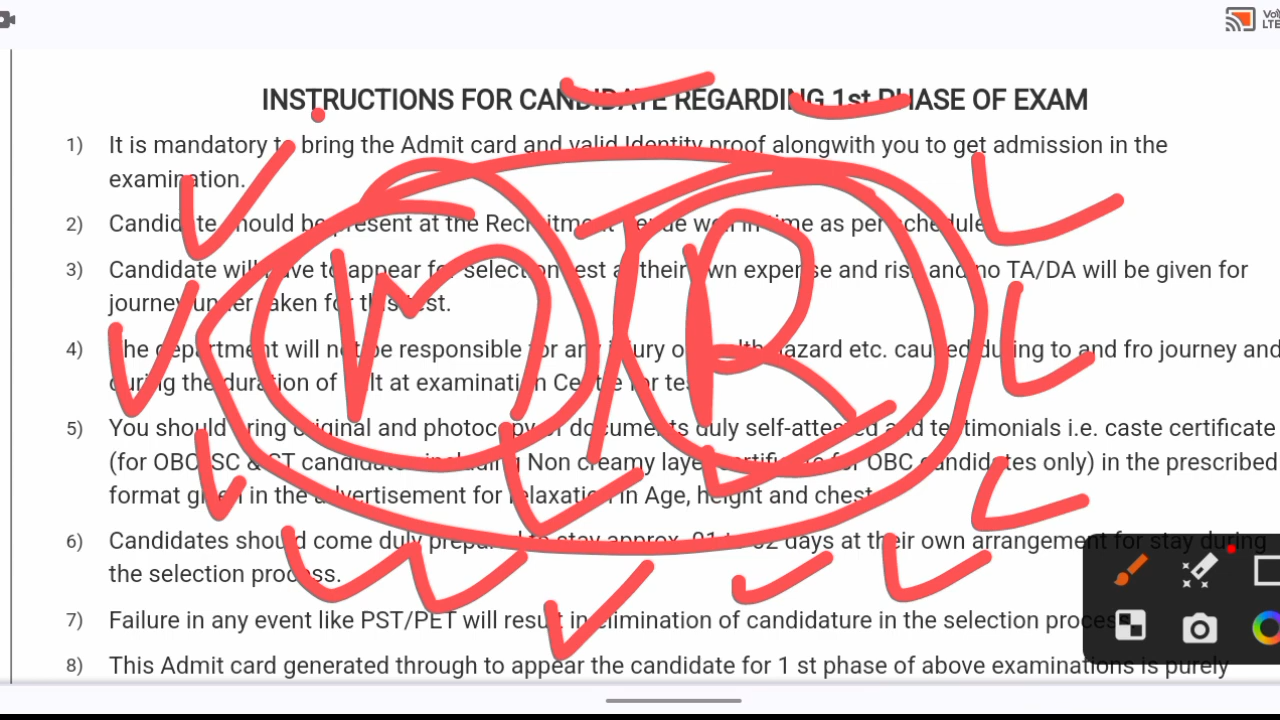 Vo
LTE
INSTRUCTIONS FOR CANDIDATE REGARDING 1st PHASE OF EXAM
1) It is mandatory to bring the Admit card and valid Identity proof alongwith you to get admission in the
examination.
2) Candidate should be present at the Recruitment venue well in time as per schedule
3) Candidate will have to appear for selection test at their own expense and risk and no TA/DA will be given for
journey under taken for this test.
4) The department will not be responsible for any injury or health hazard etc. caused during to and fro journey and
during the duration of halt at examination Centre for test
5) You should bring original and photocopy of documents duly self-attested and testimonials i.e. caste certificate
(for OBC, SC & ST candidates including Non creamy layer certificate for OBC candidates only) in the prescribed
format given in the advertisement for relaxation in Age, height and chest
6) Candidates should come duly prepared to stay approx. 01 to 02 days at their own arrangement for stay during
the selection process.
7) Failure in any event like PST/PET will result in elimination of candidature in the selection process
8) This Admit card generated through to appear the candidate for 1 st phase of above examinations is purely
M R